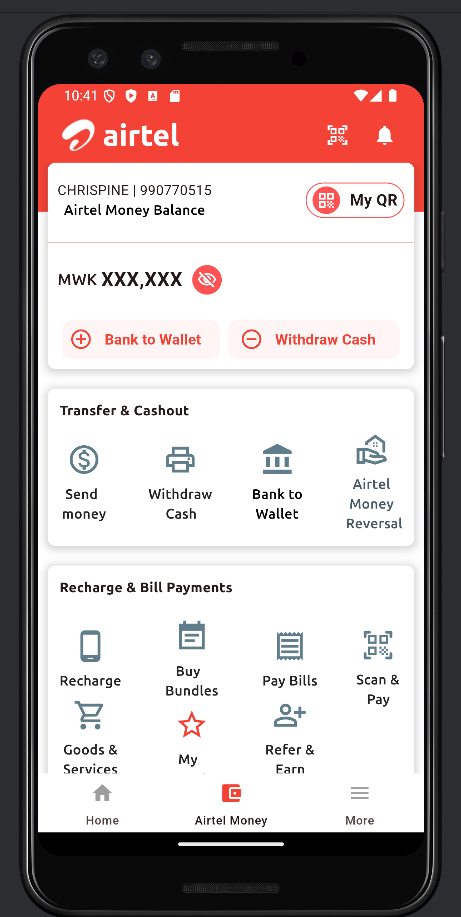 10:41
airtel
CHRISPINE | 990770515
Airtel Money Balance
My QR
MWK XXX,XXX
Bank to Wallet
Withdraw Cash
Transfer & Cashout
Send
money
Withdraw
Cash
Bank to
Wallet
Airtel
Money
Reversal
Recharge & Bill Payments
Recharge
Buy
Bundles
Pay Bills
Scan &
Pay
Goods &
Services
My
Refer &
Earn
Home
Airtel Money
More